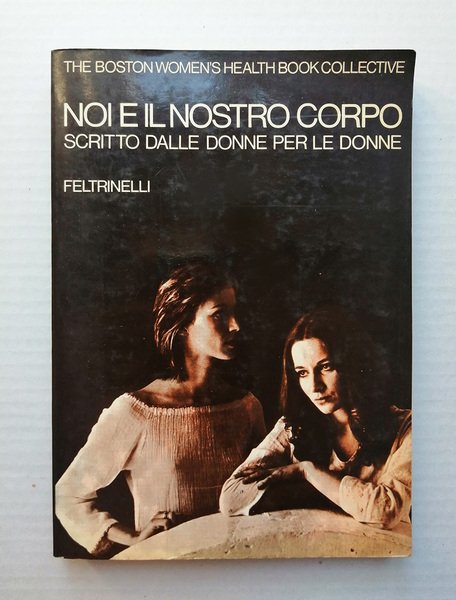 THE BOSTON WOMEN'S HEALTH BOOK COLLECTIVE
NOI E IL NOSTRO CORPO
SCRITTO DALLE DONNE PER LE DONNE
FELTRINELLI